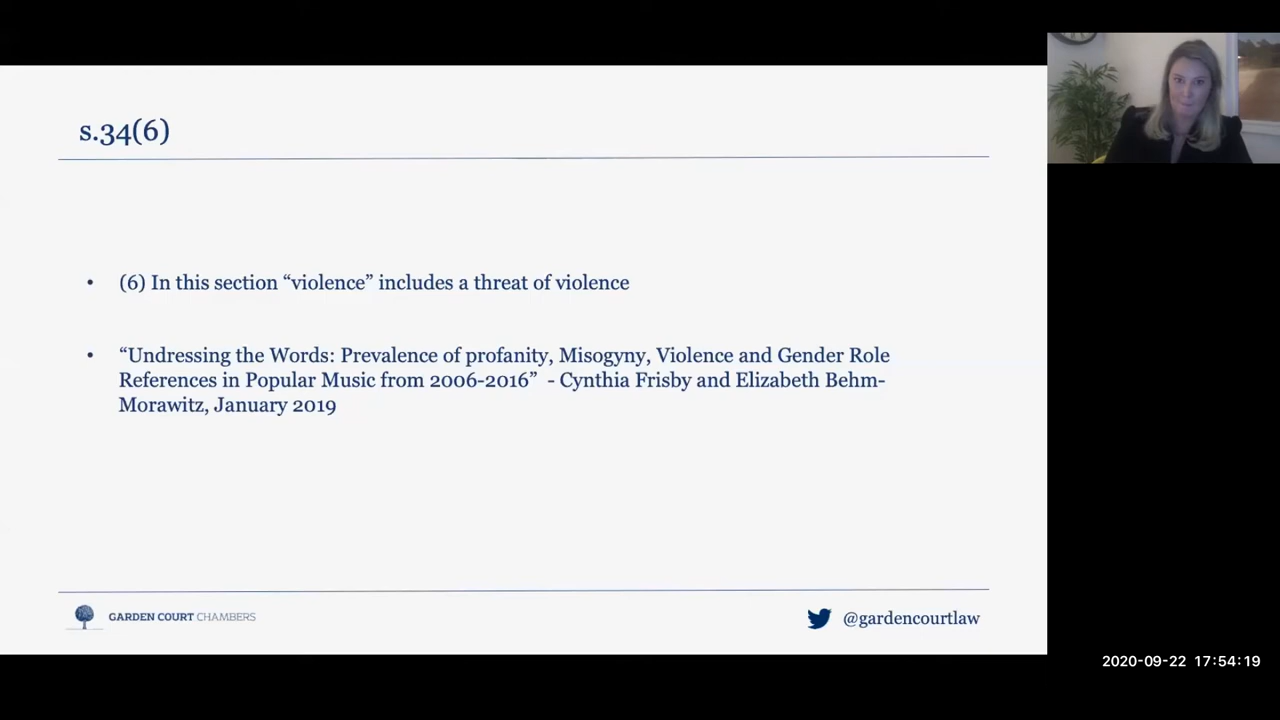 s.34(6)
• (6) In this section “violence” includes a threat of violence
• “Undressing the Words: Prevalence of profanity, Misogyny, Violence and Gender Role
References in Popular Music from 2006-2016” - Cynthia Frisby and Elizabeth Behm-
Morawitz, January 2019
GARDEN COURT CHAMBERS
@gardencourtlaw
2020-09-22 17:54:19